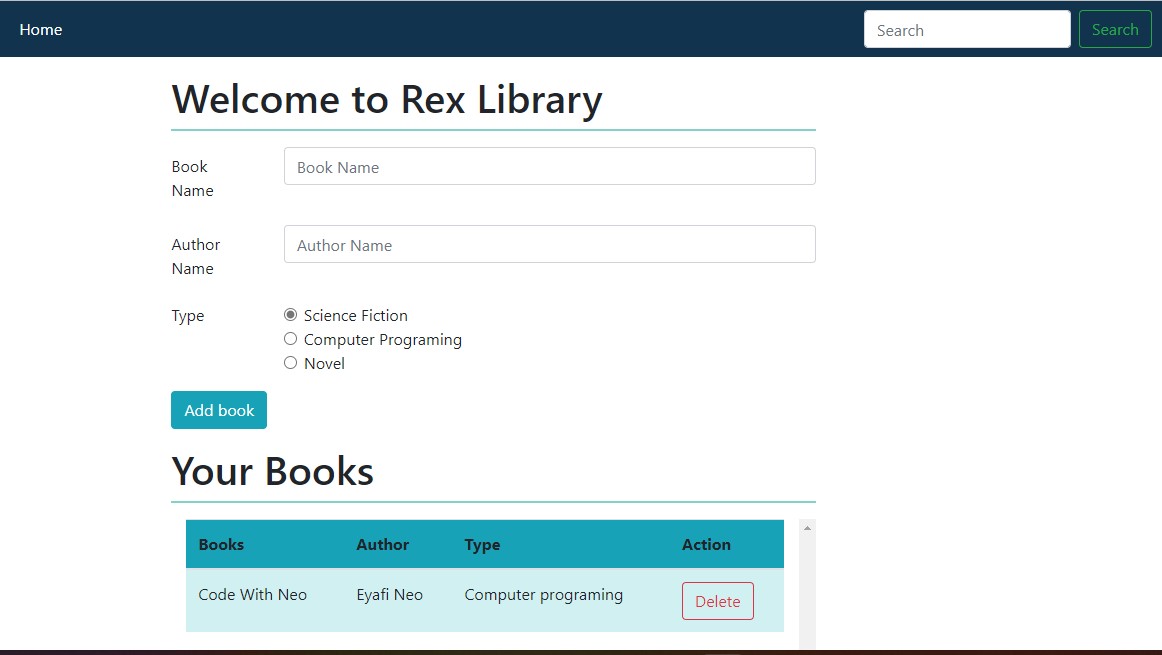 Home Search Search
Welcome to Rex Library
Book
Name
Book Name
Author
Name
Author Name
Type
Science Fiction
Computer Programing
Novel
Add book
Your Books
Books Author Type Action
Code With Neo Eyafi Neo Computer programing Delete